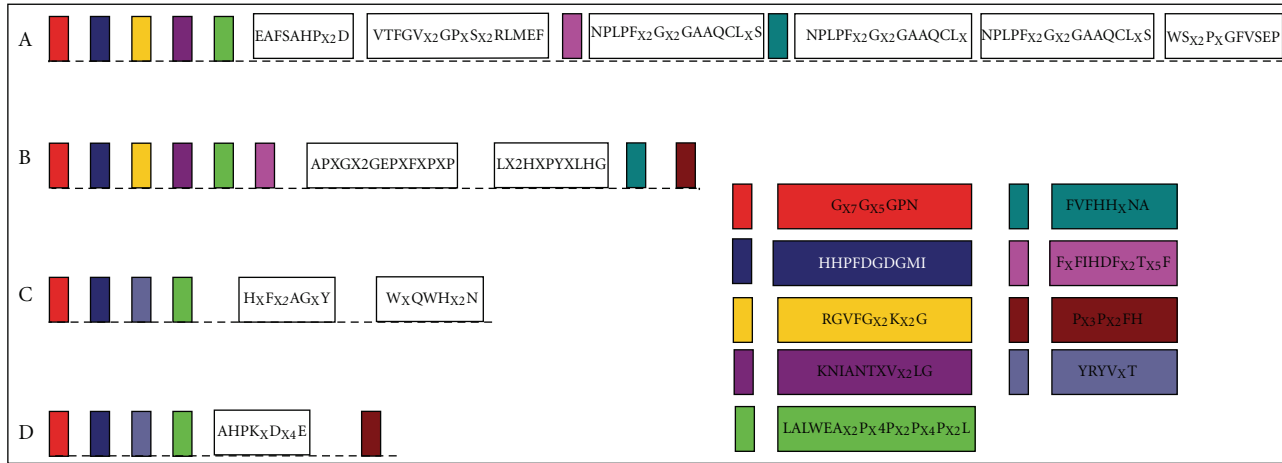 A EAFSAHPX2D VTFGVX2GPXSX2RLMEF NPLPFX2GX2GAAQCLXS NPLPFX2GX2GAAQCLX NPLPFX2GX2GAAQCLXS WSX2PXGFVSEP
B APXGX2GEPXFXPXP LX2HXPYXLHG
GX7GX5GPN FVFHHXNA
HHPFDGDGMI FXFIHDFX2TX5F
C HXFX2AGXY WXQWHX2N
RGVFGX2KX2G PX3PX2FH
KNIANTXVX2LG YRYVXT
D AHPKXDX4E
LALWEAX2PX4PX2PX4PX2L